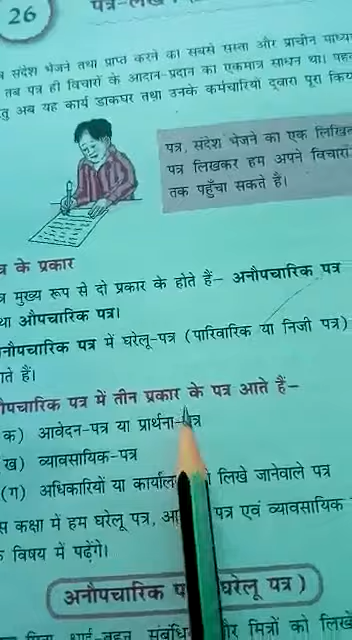 26
पत्र-लेख
संदेश भेजने तथा प्राप्त करने का सबसे सस्ता और प्राचीन माध्य
तब पत्र ही विचारों के आदान-प्रदान का एकमात्र साधन था। पह
तु अब यह कार्य डाकघर तथा उनके कर्मचारियों द्वारा पूरा किय
पत्र, संदेश भेजने का एक लिखि
पत्र लिखकर हम अपने विचारों
तक पहुँचा सकते हैं।
त्र के प्रकार
त्र मुख्य रूप से दो प्रकार के होते हैं– अनौपचारिक पत्र
था औपचारिक पत्र।
नौपचारिक पत्र में घरेलू-पत्र (पारिवारिक या निजी पत्र)
ाते हैं।
ौपचारिक पत्र में तीन प्रकार के पत्र आते हैं–
क) आवेदन-पत्र या प्रार्थना-पत्र
ख) व्यावसायिक-पत्र
(ग) अधिकारियों या कार्याल लिखे जानेवाले पत्र
स कक्षा में हम घरेलू पत्र, पत्र एवं व्यावसायिक
विषय में पढ़ेंगे।
अनौपचारिक घरेलू पत्र )
मित्रों को लिखे